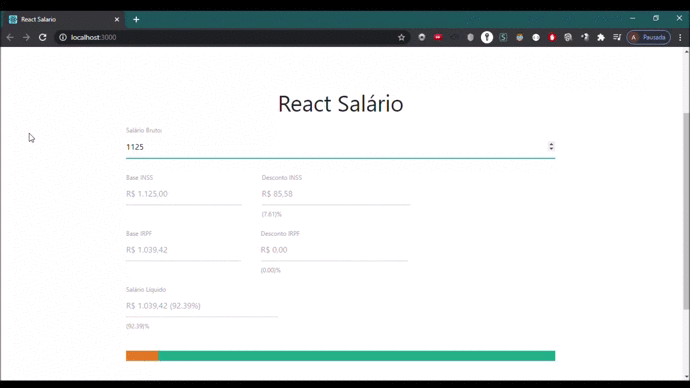 React Salario
localhost:3000
A Pausada
React Salário
Salário Bruto
1125
Base INSS
Desconto INSS
R$ 1.125,00
R$ 85,58
(7.61)%
Base IRPF
Desconto IRPF
R$ 1.039,42
R$ 0,00
(0.00)%
Salário Líquido
R$ 1.039,42 (92.39%)
(92.39)%